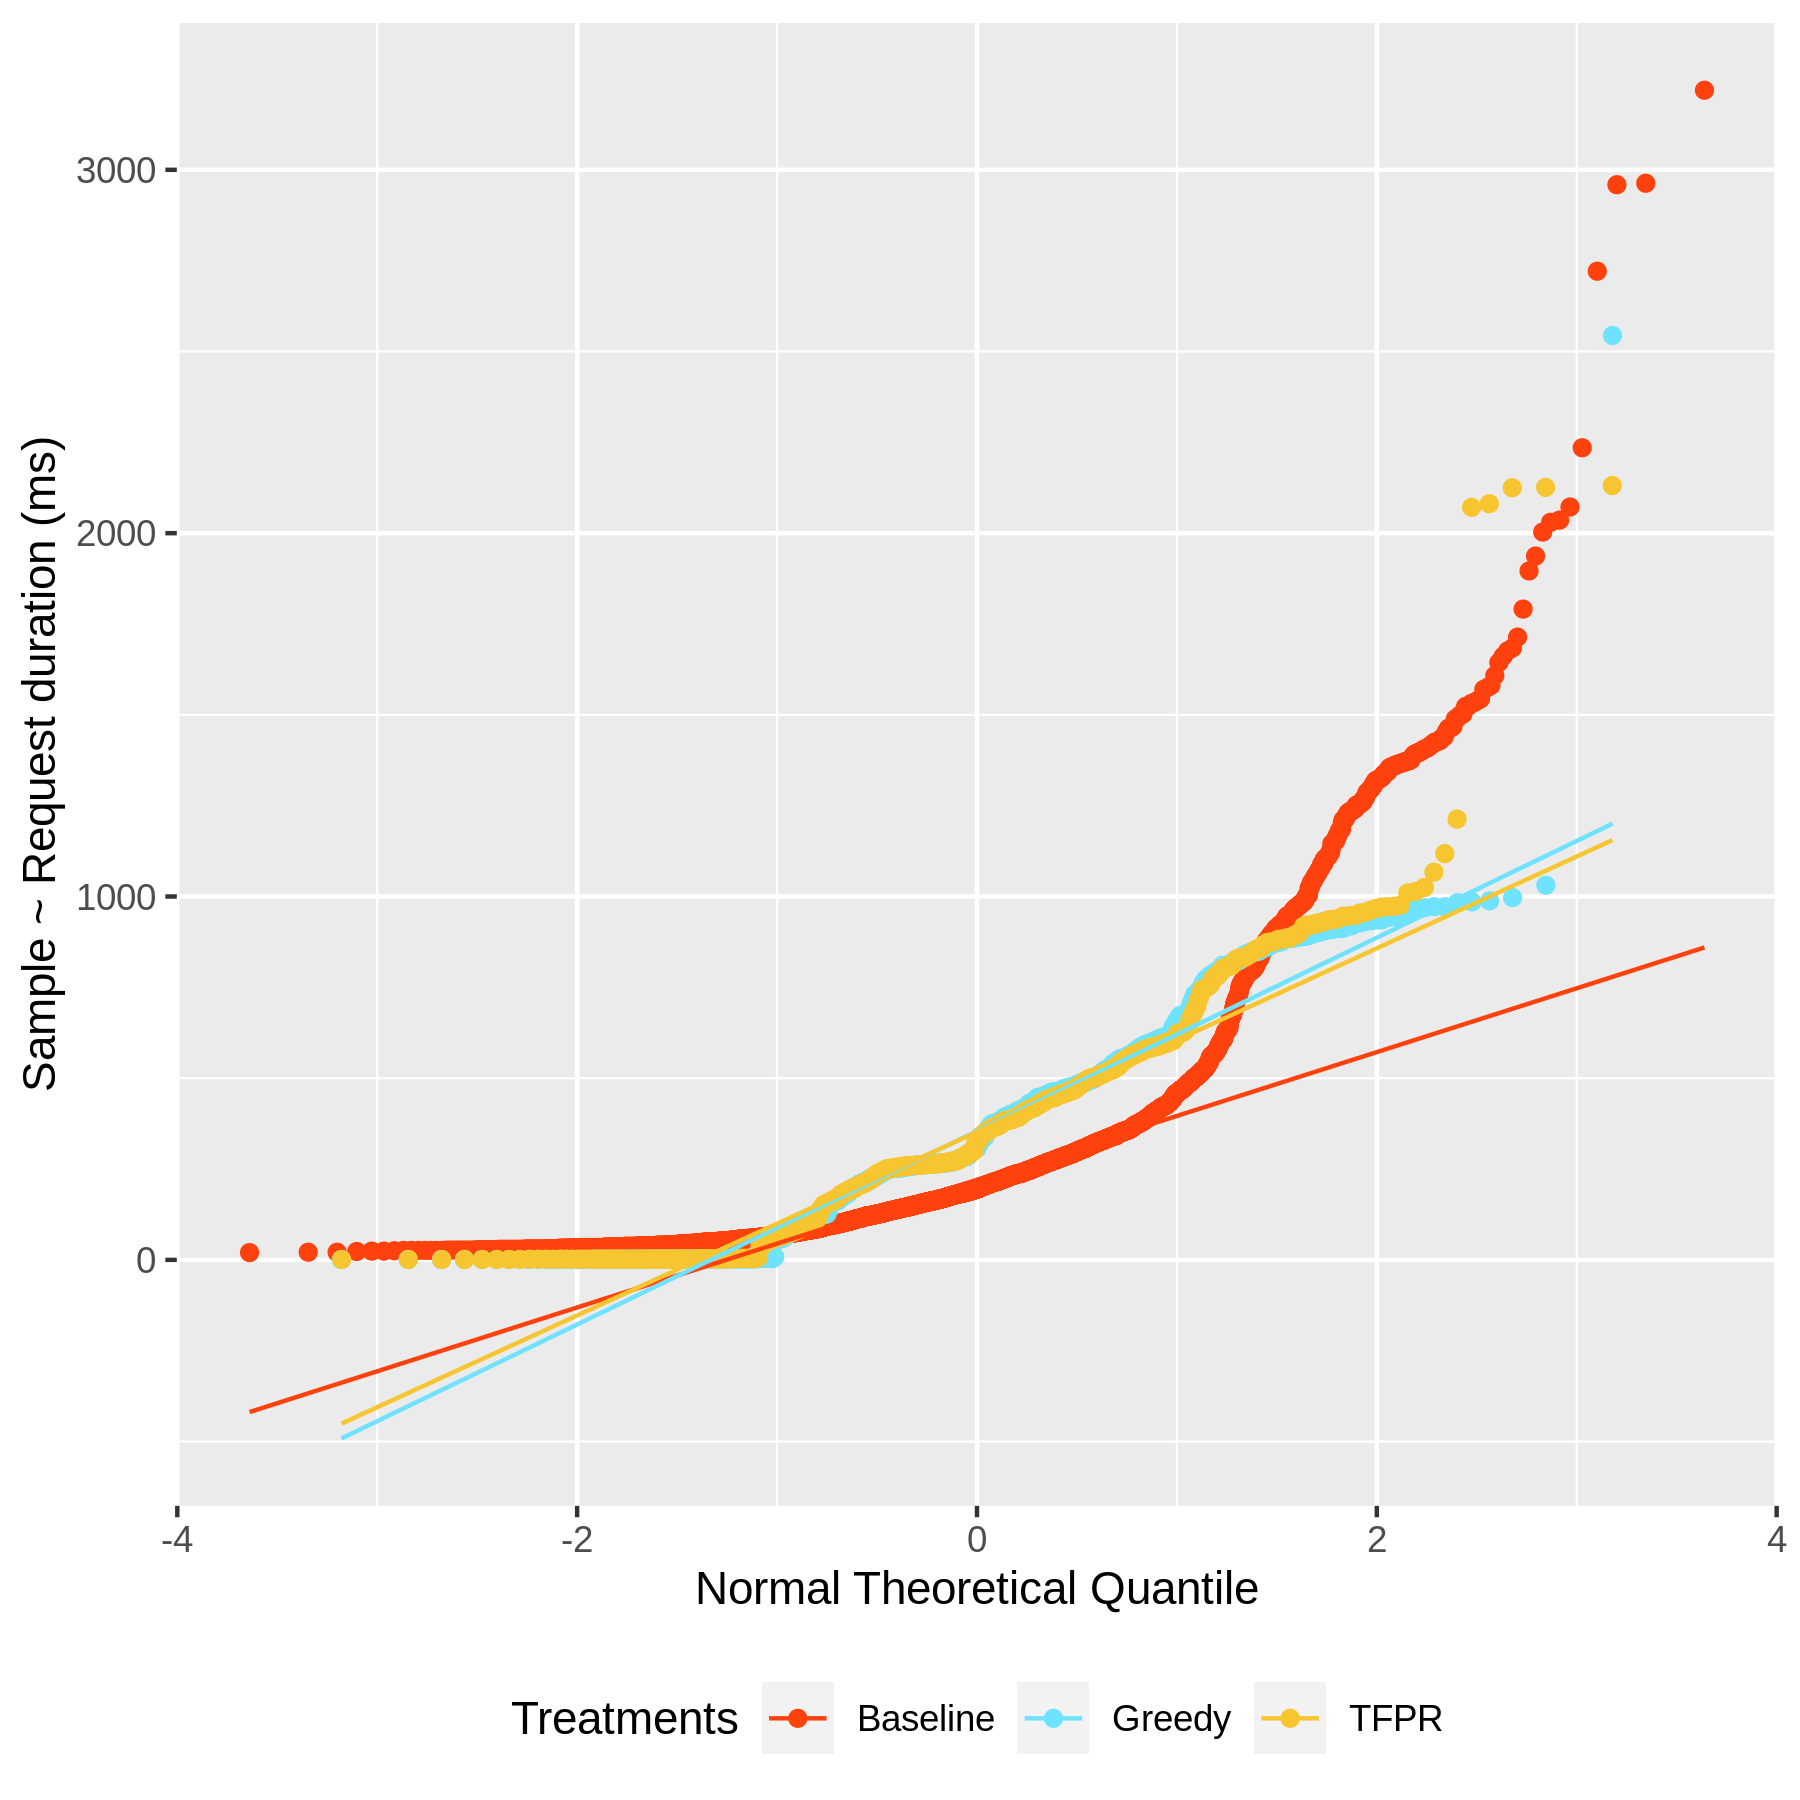 3000
2000
1000
0
Sample ~ Request duration (ms)
-4 -2 0 2 4
Normal Theoretical Quantile
Treatments Baseline Greedy TFPR